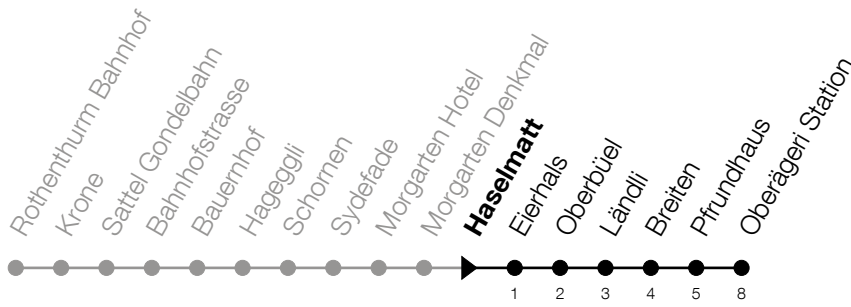 Rothenthurm Bahnhof
Krone
Sattel Gondelbahn
Bahnhofstrasse
Bauernhof
Hageggli
Schornen
Sydefade
Morgarten Hotel
Morgarten Denkmal
Haselmatt
Eierhals
Oberbüel
Ländli
Breiten
Pfrundhaus
Oberägeri Station
1 2 3 4 5 8